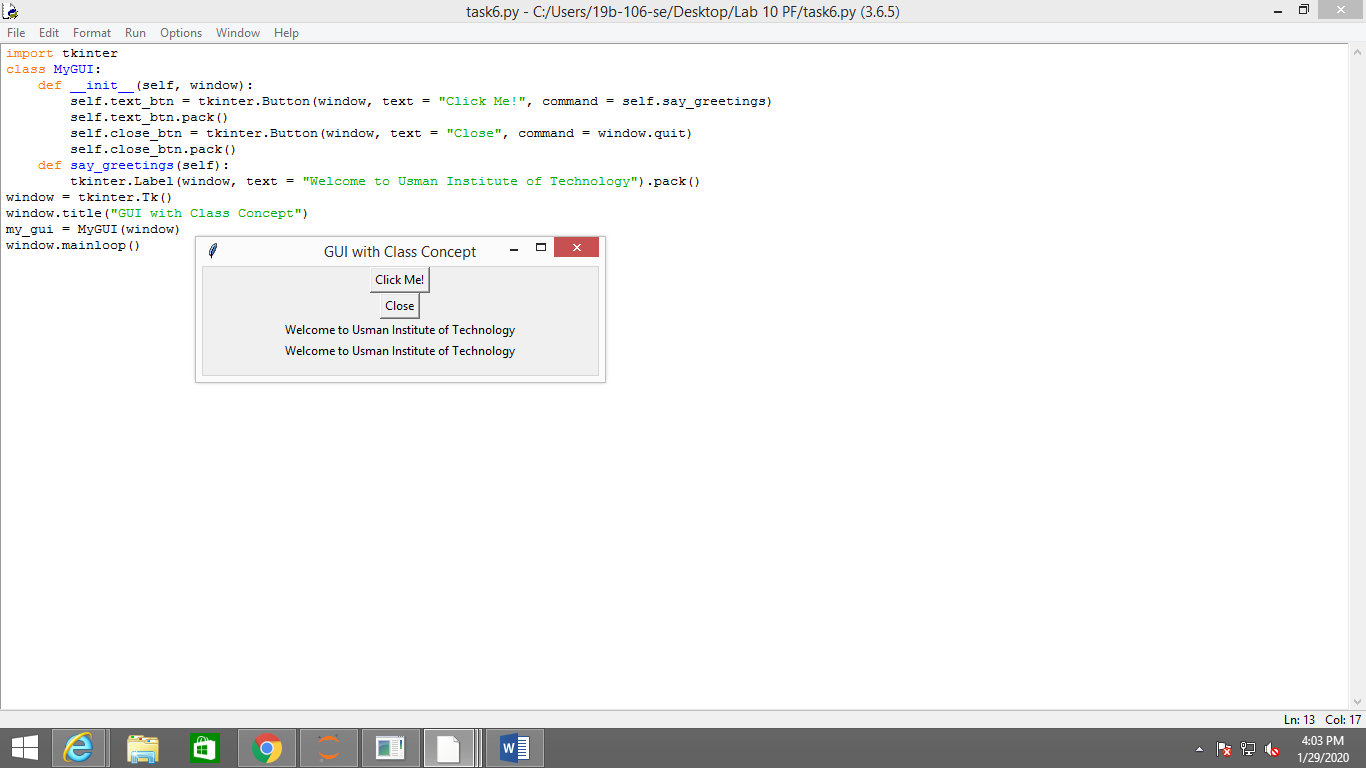 task6.py - C:/Users/19b-106-se/Desktop/Lab 10 PF/task6.py (3.6.5)
File Edit Format Run Options Window Help
import tkinter
class MyGUI:
    def __init__(self, window):
        self.text_btn = tkinter.Button(window, text = "Click Me!", command = self.say_greetings)
        self.text_btn.pack()
        self.close_btn = tkinter.Button(window, text = "Close", command = window.quit)
        self.close_btn.pack()
    def say_greetings(self):
        tkinter.Label(window, text = "Welcome to Usman Institute of Technology").pack()
window = tkinter.Tk()
window.title("GUI with Class Concept")
my_gui = MyGUI(window)
window.mainloop()
GUI with Class Concept
Click Me!
Close
Welcome to Usman Institute of Technology
Welcome to Usman Institute of Technology
Ln: 13 Col: 17
4:03 PM
1/29/2020